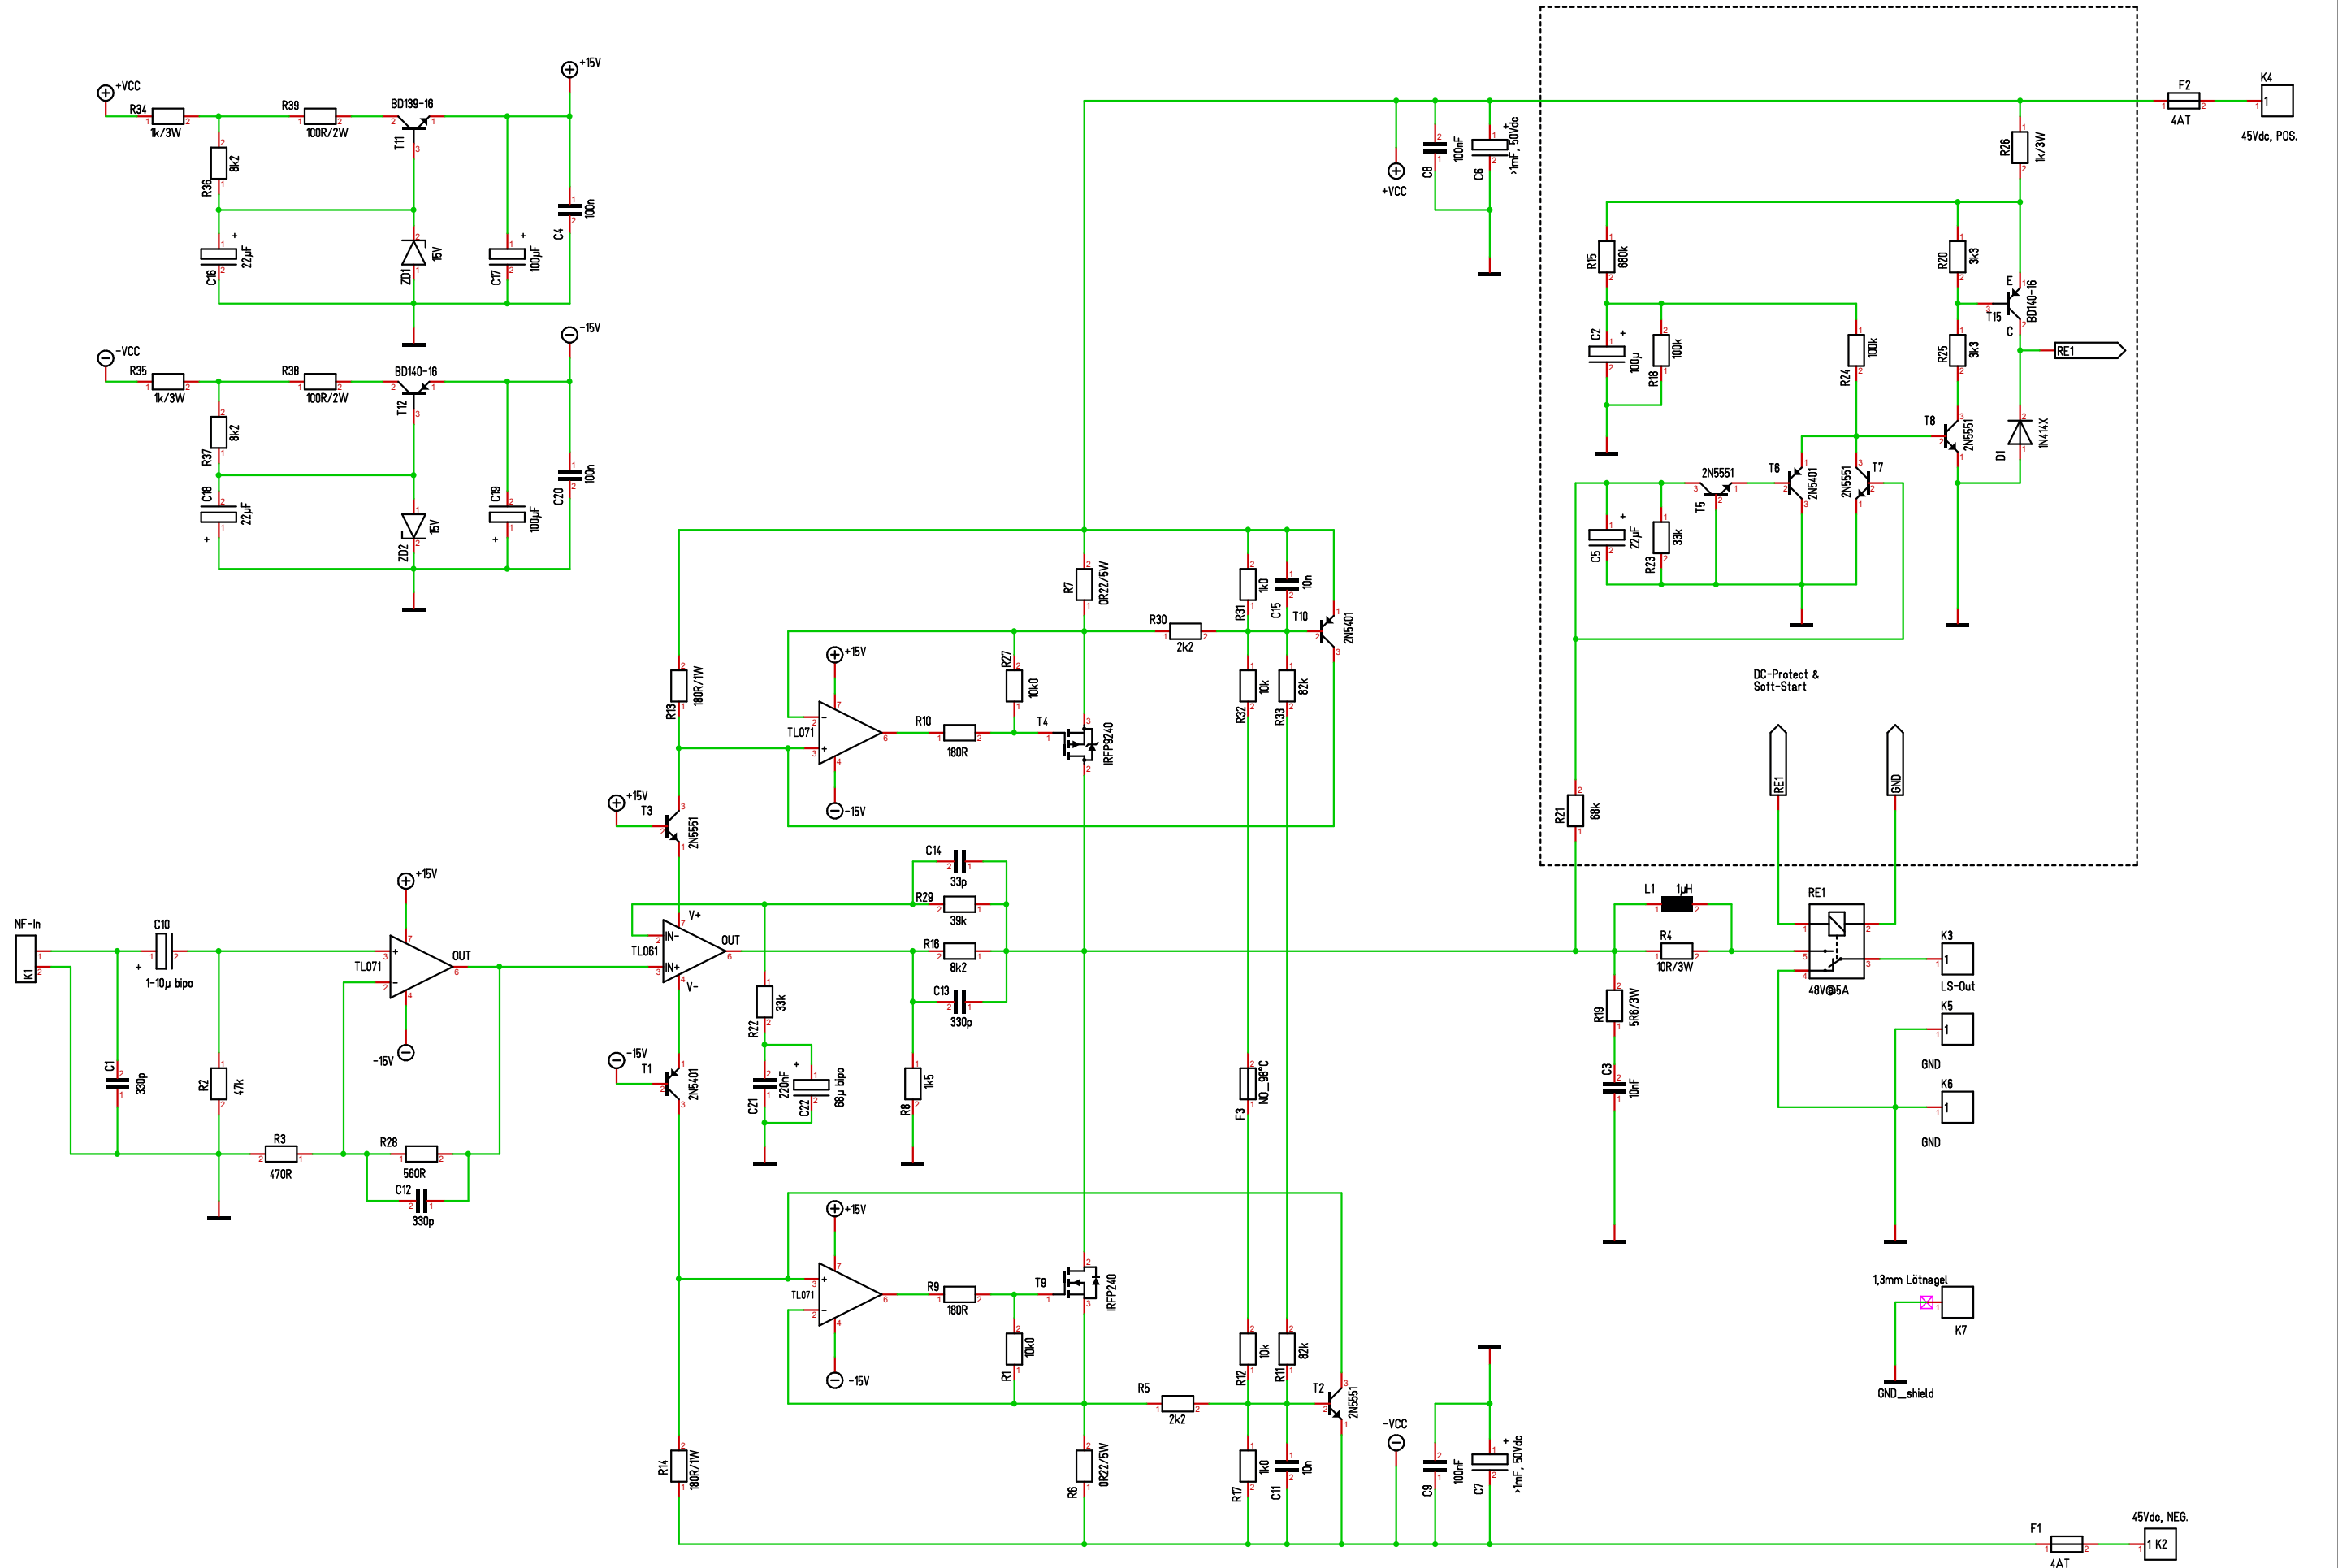 +VCC
R34
1k/3W
R39
100R/2W
BD139-16
T11
+15V
R36
8k2
C16
22µF
ZD1
15V
C17
100µF
C4
100n
-VCC
R35
1k/3W
R38
100R/2W
BD140-16
T12
-15V
R37
8k2
C18
22µF
ZD2
15V
C19
100µF
C20
100n
+VCC
C8
100nF
C6
>1mF, 50Vdc
F2
4AT
K4
1
45Vdc, POS.
R26
1k/3W
R15
680k
R20
3k3
E
T15
BD140-16
C
RE1
C2
100µ
R18
100k
R24
100k
R25
3k3
T8
2N5551
D1
1N414X
2N5551
T5
T6
2N5401
2N5551
T7
C5
22µF
R23
33k
DC-Protect &
Soft-Start
RE1
GND
R21
68k
R7
0R22/5W
R30
2k2
R31
1k0
C15
10n
T10
2N5401
R13
180R/1W
+15V
TL071
-15V
R10
180R
R27
10k0
T4
IRFP9240
R32
10k
R33
82k
+15V
T3
2N5551
C14
33p
R29
39k
V+
IN-
TL061
IN+
OUT
V-
R16
8k2
C13
330p
NF-In
K1
C10
1-10µ bipo
+15V
TL071
OUT
-15V
C1
330p
R2
47k
R3
470R
R28
560R
C12
330p
-15V
T1
2N5401
R22
33k
C21
220nF
C22
68µ bipo
R8
1k5
F3
NO_98°C
L1
1µH
R4
10R/3W
RE1
48V@5A
K3
1
LS-Out
K5
1
GND
K6
1
GND
R19
5R6/3W
C3
10nF
1,3mm Lötnagel
K7
GND_shield
+15V
TL071
-15V
R9
180R
R1
10k0
T9
IRFP240
R12
10k
R11
82k
R5
2k2
T2
2N5551
R14
180R/1W
R6
0R22/5W
R17
1k0
C11
10n
-VCC
C9
100nF
C7
>1mF, 50Vdc
F1
4AT
45Vdc, NEG.
1 K2